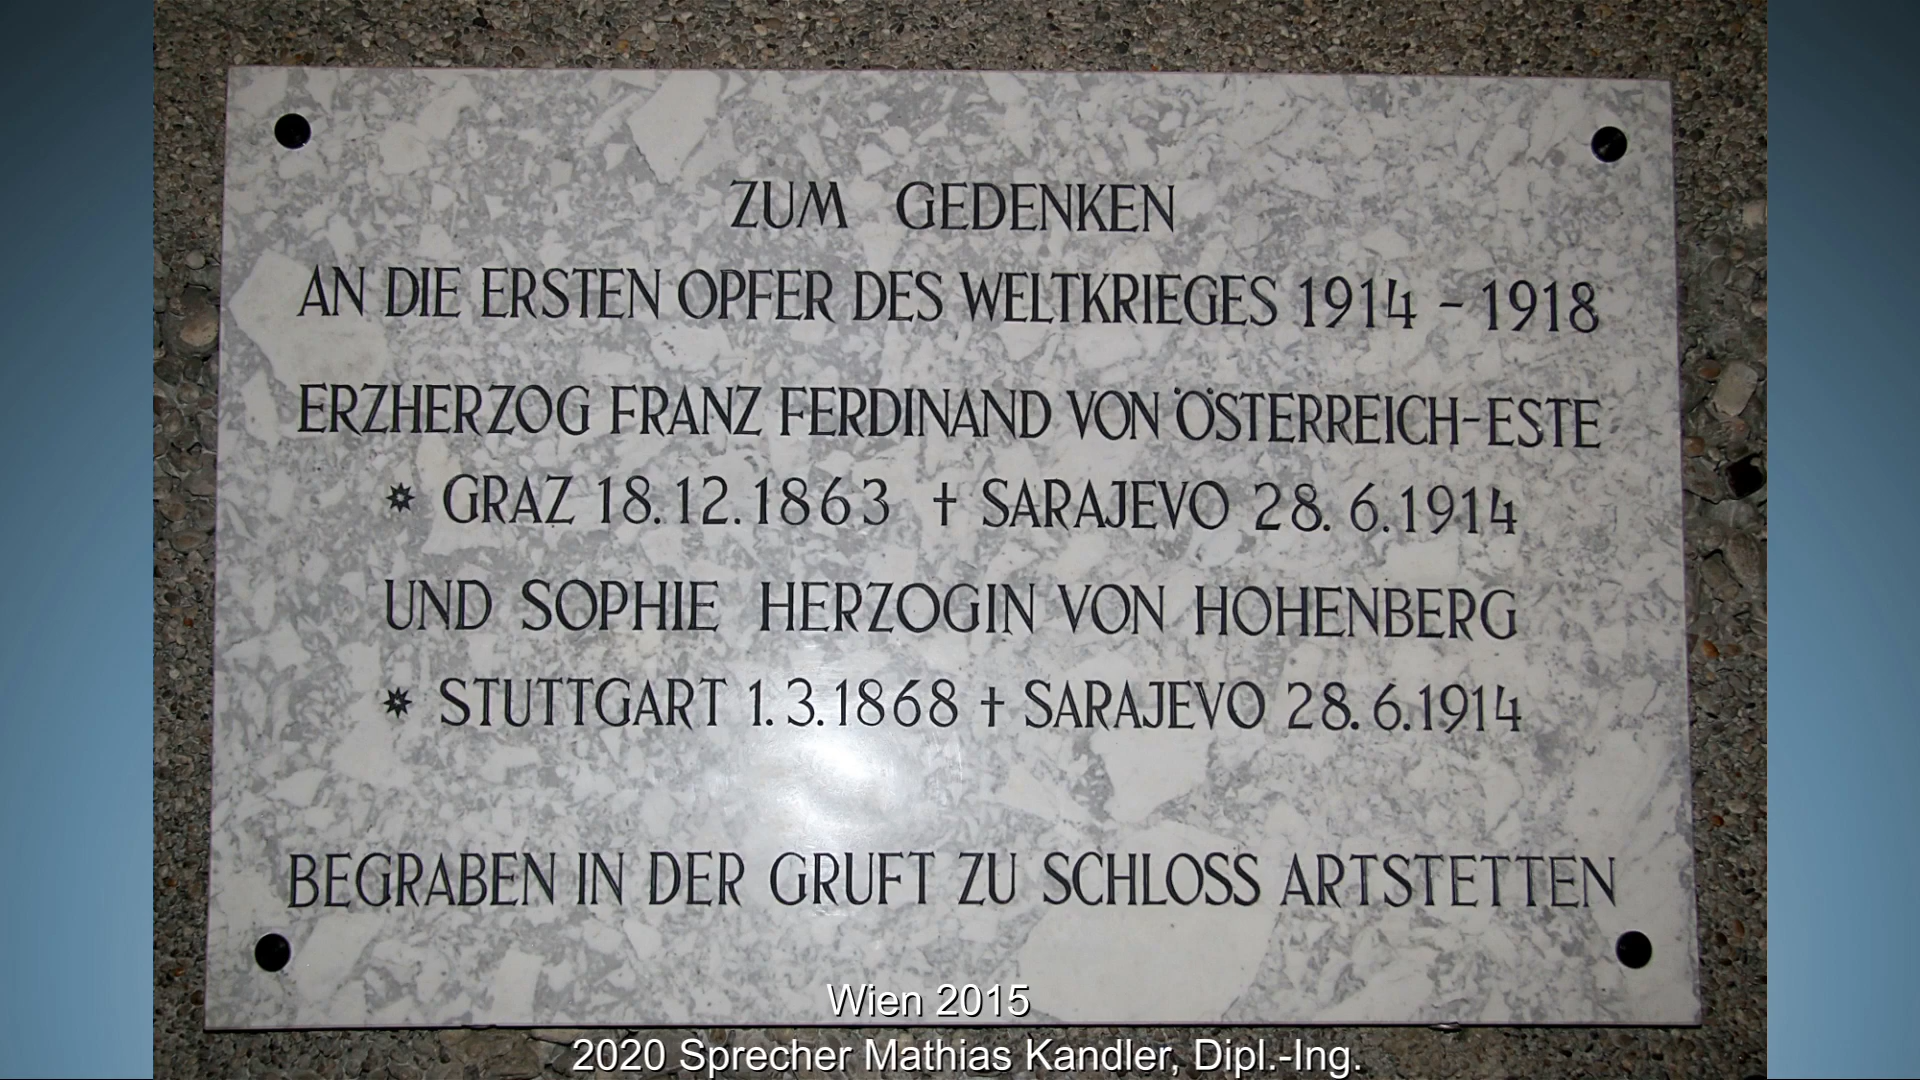 ZUM GEDENKEN
AN DIE ERSTEN OPFER DES WELTKRIEGES 1914 - 1918
ERZHERZOG FRANZ FERDINAND VON ÖSTERREICH-ESTE
* GRAZ 18.12.1863 † SARAJEVO 28.6.1914
UND SOPHIE HERZOGIN VON HOHENBERG
* STUTTGART 1.3.1868 † SARAJEVO 28.6.1914
BEGRABEN IN DER GRUFT ZU SCHLOSS ARTSTETTEN
Wien 2015
2020 Sprecher Mathias Kandler, Dipl.-Ing.